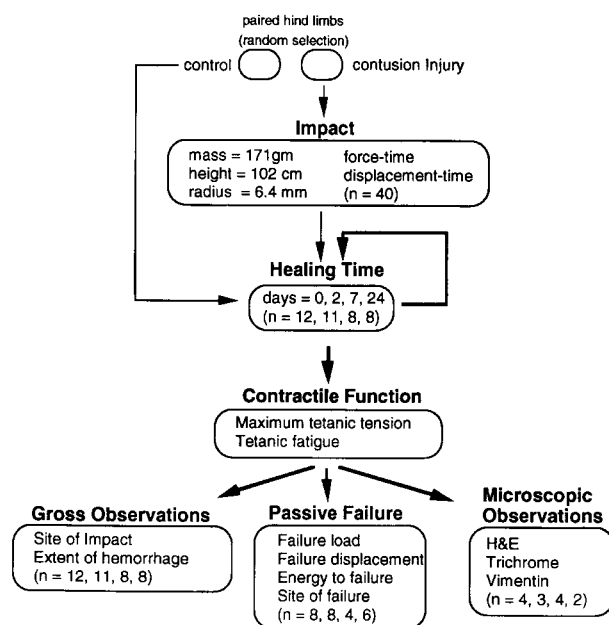 paired hind limbs
(random selection)
control
contusion Injury
Impact
mass = 171gm force-time
height = 102 cm displacement-time
radius = 6.4 mm (n = 40)
Healing Time
days = 0, 2, 7, 24
(n = 12, 11, 8, 8)
Contractile Function
Maximum tetanic tension
Tetanic fatigue
Gross Observations
Site of Impact
Extent of hemorrhage
(n = 12, 11, 8, 8)
Passive Failure
Failure load
Failure displacement
Energy to failure
Site of failure
(n = 8, 8, 4, 6)
Microscopic
Observations
H&E
Trichrome
Vimentin
(n = 4, 3, 4, 2)